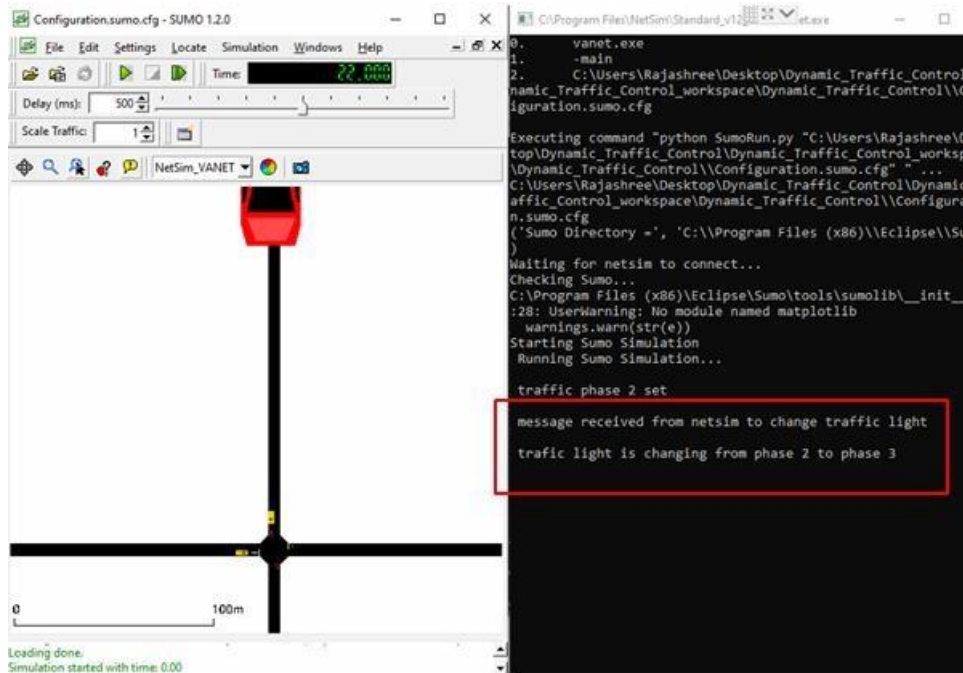 Configuration.sumo.cfg - SUMO 1.2.0
File Edit Settings Locate Simulation Windows Help
Time: 22.000
Delay (ms): 500
Scale Traffic: 1
NetSim_VANET
0 100m
Loading done.
Simulation started with time: 0.00
C:\Program Files\NetSim\Standard_v12 et.exe
0. vanet.exe
1. -main
2. C:\Users\Rajashree\Desktop\Dynamic_Traffic_Control
namic_Traffic_Control_workspace\Dynamic_Traffic_Control\\C
iguration.sumo.cfg
Executing command "python SumoRun.py "C:\Users\Rajashree\D
top\Dynamic_Traffic_Control\Dynamic_Traffic_Control_worksp
\Dynamic_Traffic_Control\\Configuration.sumo.cfg" " ...
C:\Users\Rajashree\Desktop\Dynamic_Traffic_Control\Dynamic
affic_Control_workspace\Dynamic_Traffic_Control\\Configura
n.sumo.cfg
('Sumo Directory =', 'C:\\Program Files (x86)\\Eclipse\\Su
)
Waiting for netsim to connect...
Checking Sumo...
C:\Program Files (x86)\Eclipse\Sumo\tools\sumolib\__init__
:28: UserWarning: No module named matplotlib
warnings.warn(str(e))
Starting Sumo Simulation
Running Sumo Simulation...
traffic phase 2 set
message received from netsim to change traffic light
trafic light is changing from phase 2 to phase 3